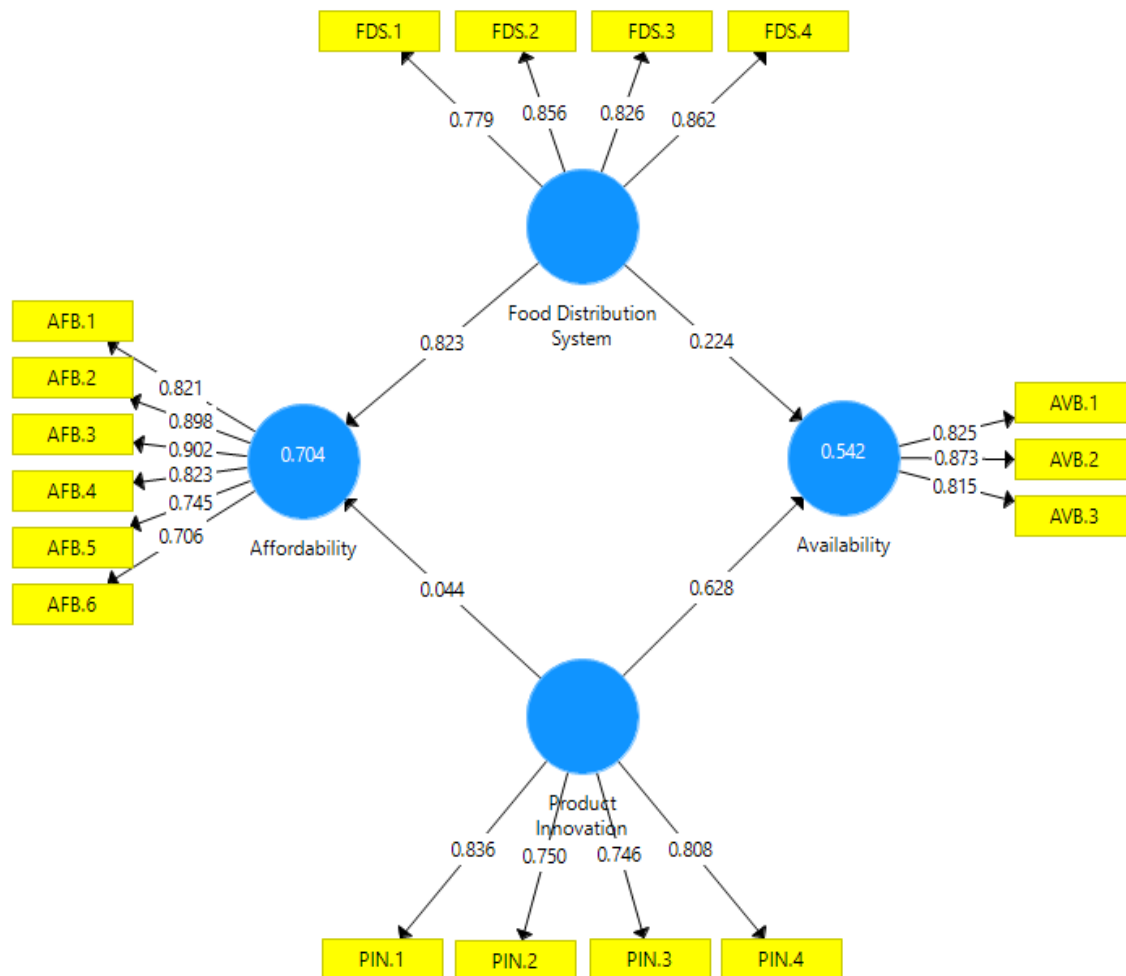 FDS.1
FDS.2
FDS.3
FDS.4
0.779
0.856
0.826
0.862
Food Distribution
System
0.823
0.224
AFB.1
AFB.2
AFB.3
AFB.4
AFB.5
AFB.6
0.821
0.898
0.902
0.823
0.745
0.706
0.704
Affordability
0.542
Availability
0.825
0.873
0.815
AVB.1
AVB.2
AVB.3
0.044
0.628
Product
Innovation
0.836
0.750
0.746
0.808
PIN.1
PIN.2
PIN.3
PIN.4